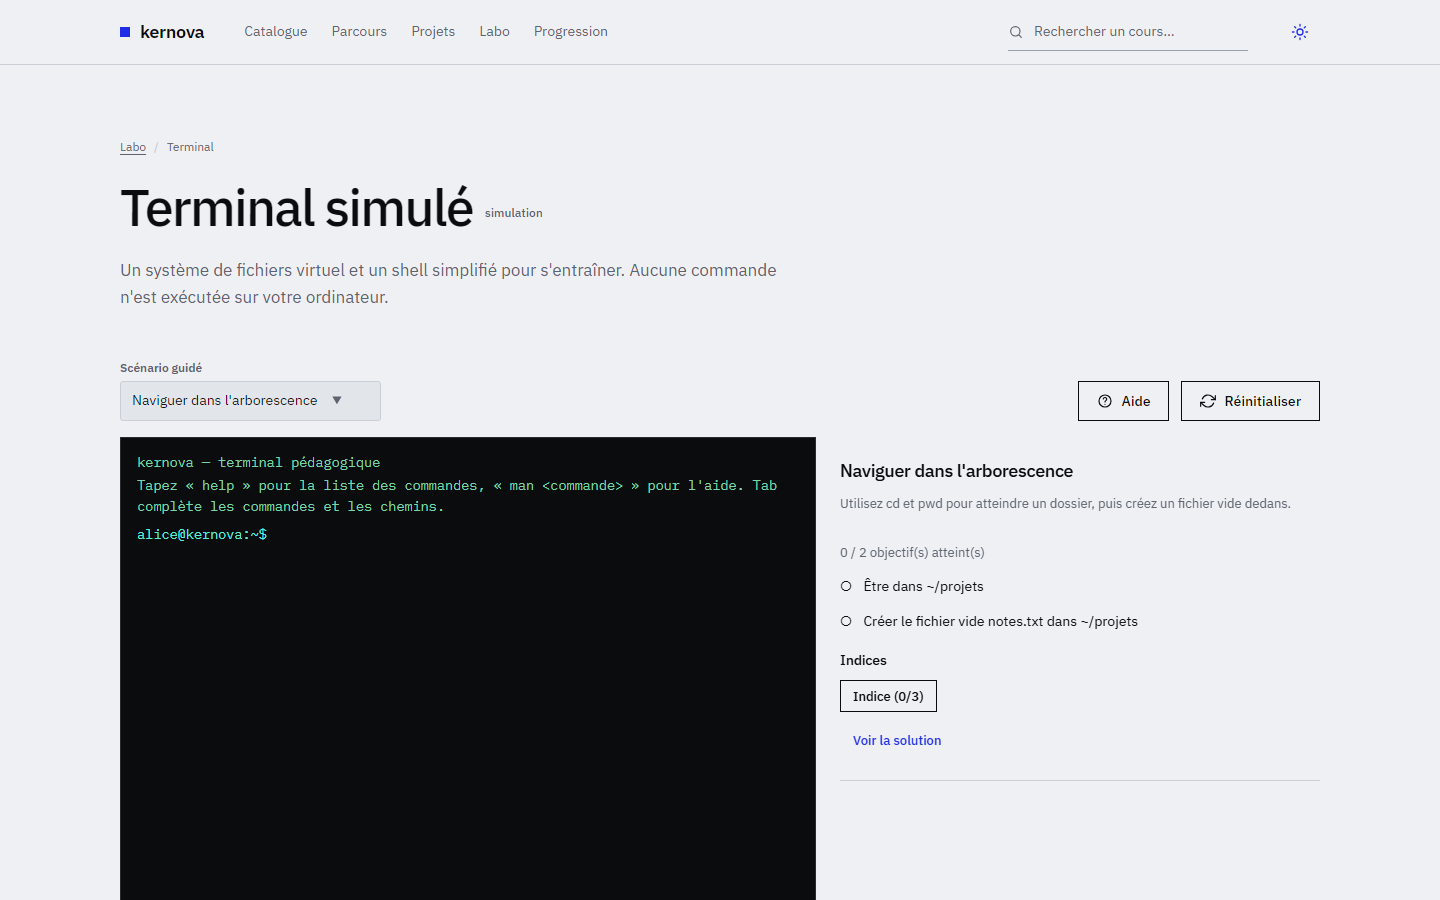 kernova
Catalogue
Parcours
Projets
Labo
Progression
Rechercher un cours...
Labo / Terminal
Terminal simulé simulation
Un système de fichiers virtuel et un shell simplifié pour s'entraîner. Aucune commande
n'est exécutée sur votre ordinateur.
Scénario guidé
Naviguer dans l'arborescence ▼
Aide
Réinitialiser
kernova — terminal pédagogique
Tapez « help » pour la liste des commandes, « man <commande> » pour l'aide. Tab
complète les commandes et les chemins.
alice@kernova:~$
Naviguer dans l'arborescence
Utilisez cd et pwd pour atteindre un dossier, puis créez un fichier vide dedans.
0 / 2 objectif(s) atteint(s)
Être dans ~/projets
Créer le fichier vide notes.txt dans ~/projets
Indices
Indice (0/3)
Voir la solution